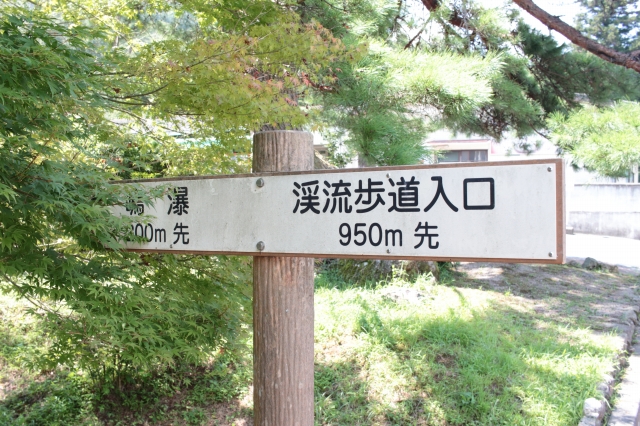 瀑
00m 先
渓流歩道入口
950m 先